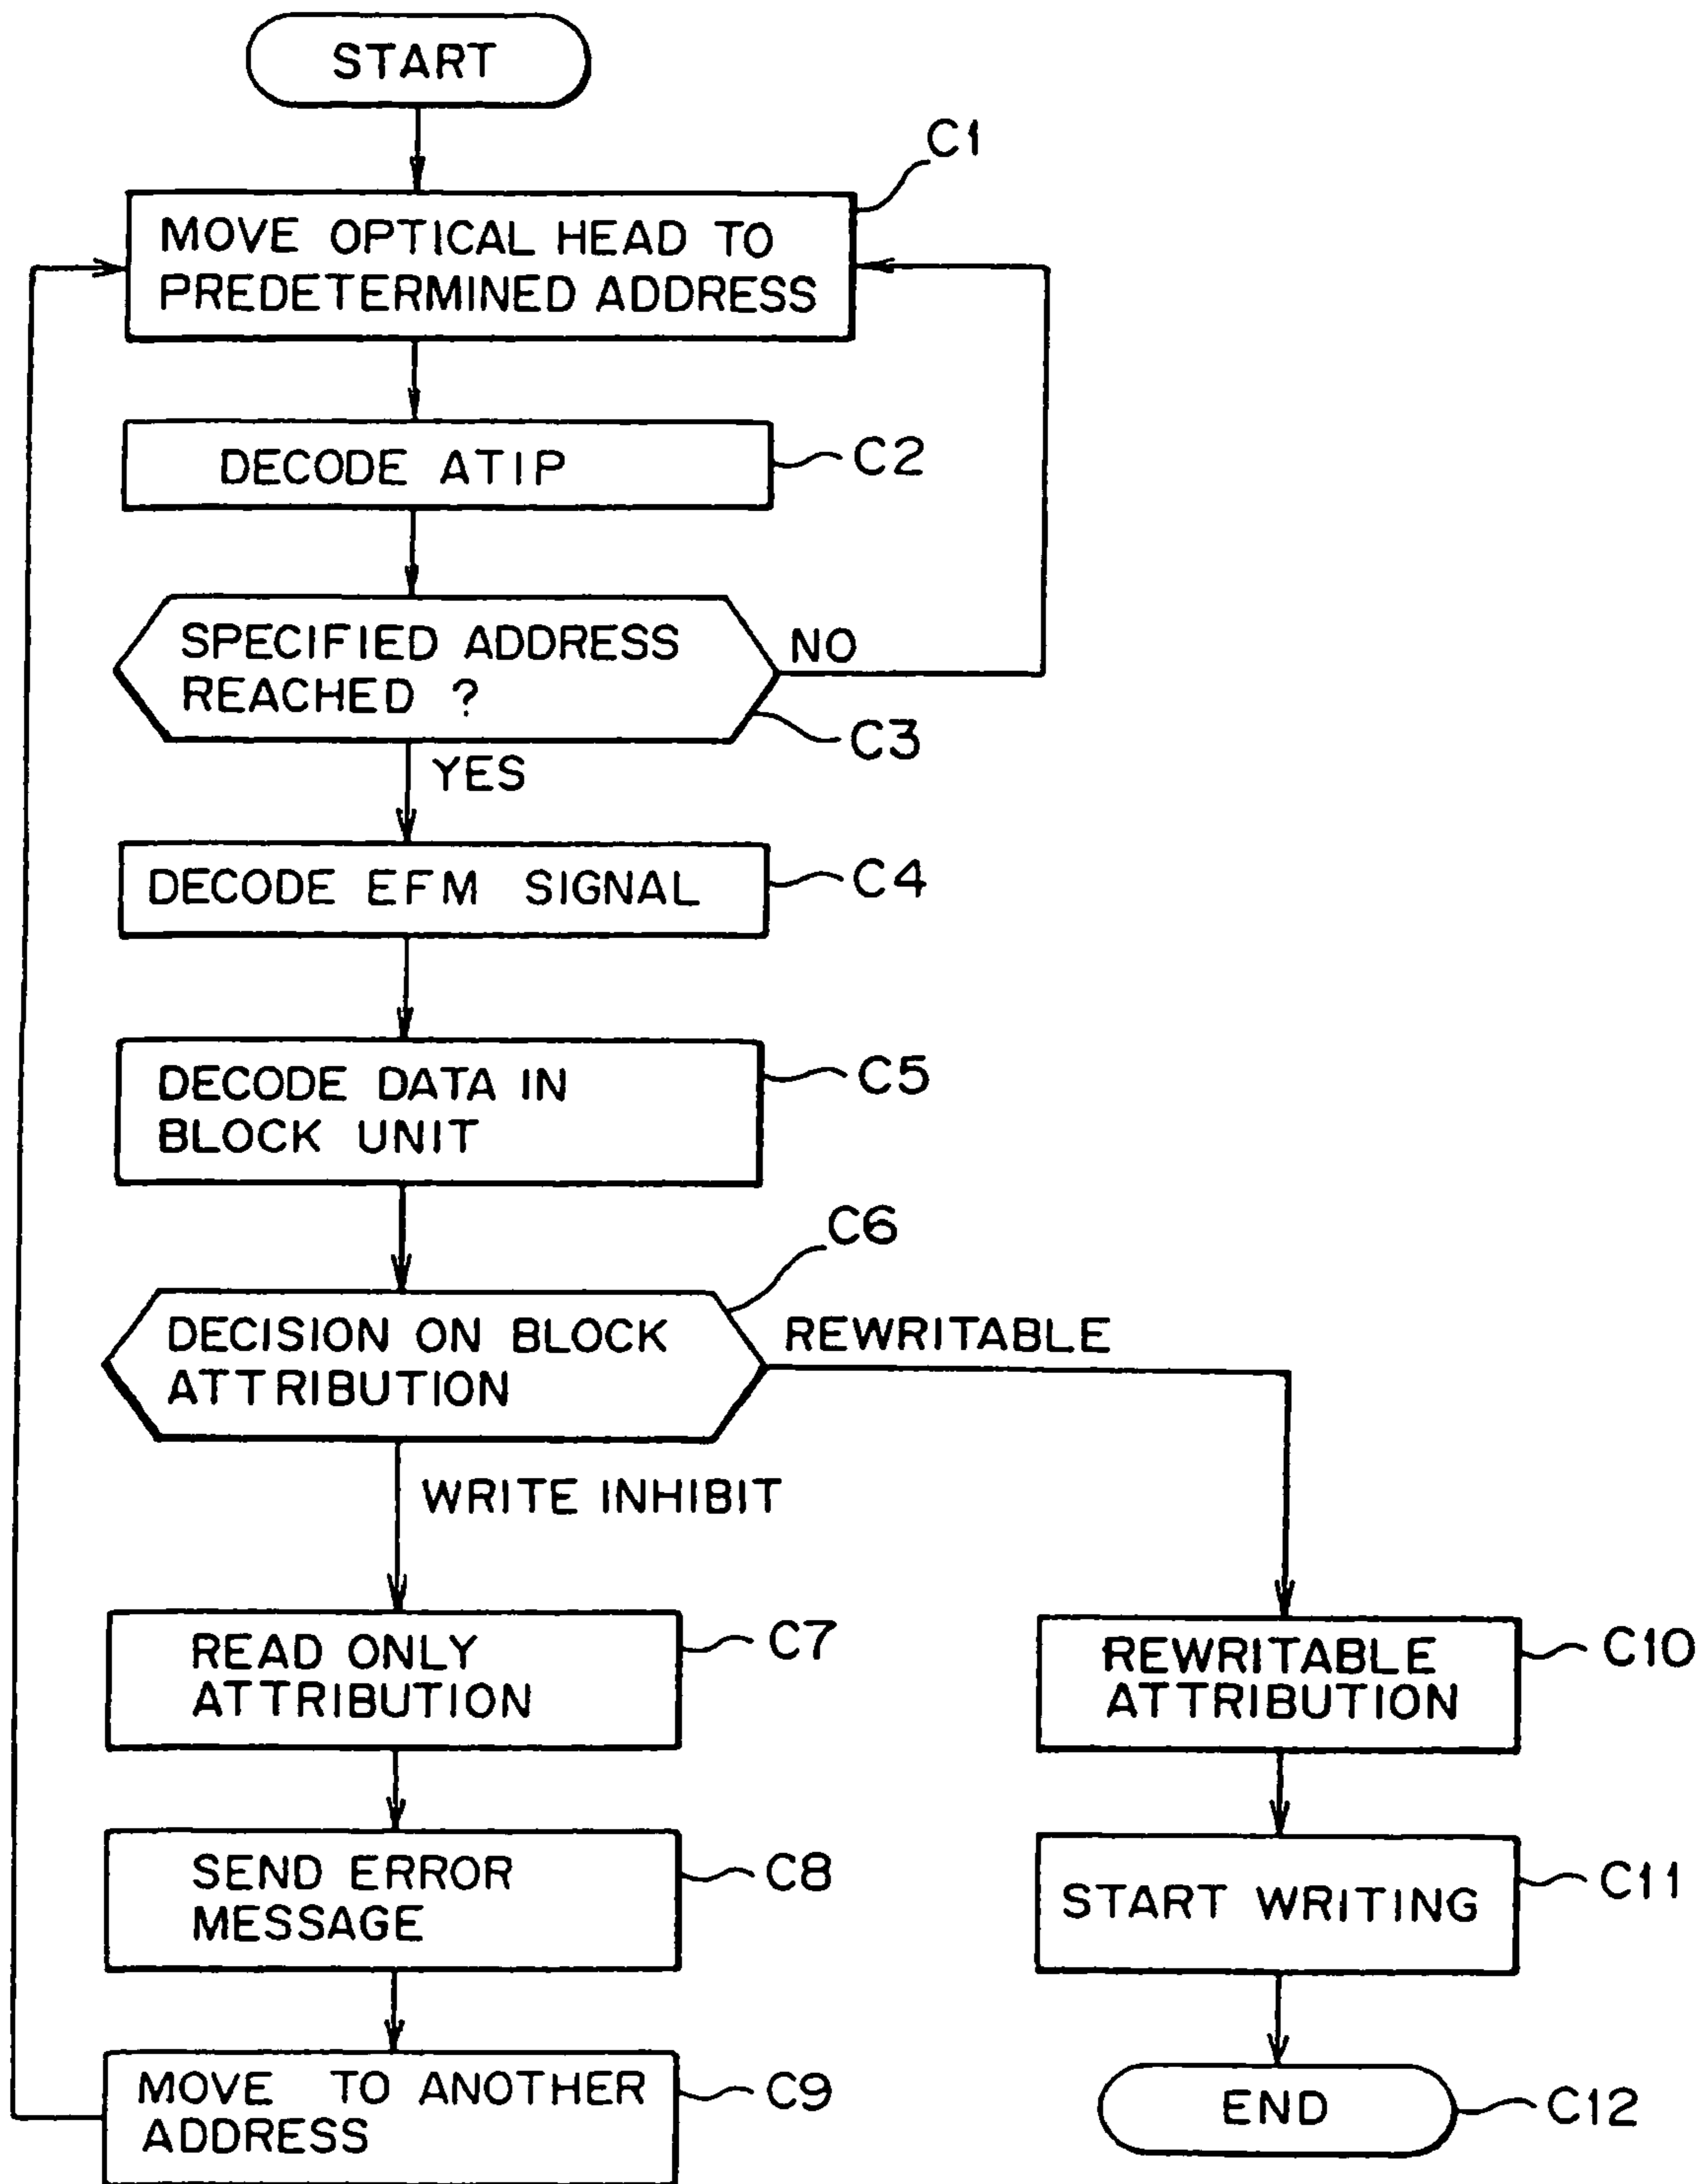 START
C1
MOVE OPTICAL HEAD TO
PREDETERMINED ADDRESS
DECODE ATIP
C2
SPECIFIED ADDRESS
REACHED ?
NO
C3
YES
DECODE EFM SIGNAL
C4
DECODE DATA IN
BLOCK UNIT
C5
C6
DECISION ON BLOCK
ATTRIBUTION
REWRITABLE
WRITE INHIBIT
READ ONLY
ATTRIBUTION
C7
REWRITABLE
ATTRIBUTION
C10
SEND ERROR
MESSAGE
C8
START WRITING
C11
MOVE TO ANOTHER
ADDRESS
C9
END
C12